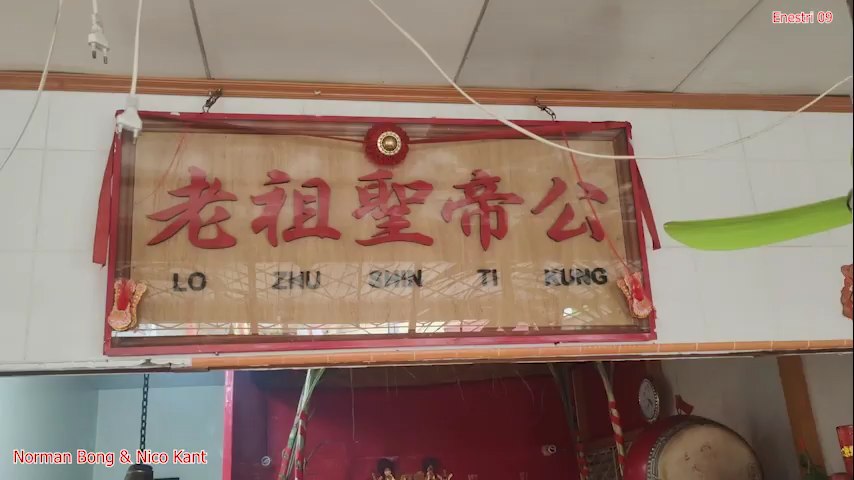 Enestri 09
老祖聖帝公
LO ZHU SHIN TI KUNG
Norman Bong & Nico Kant